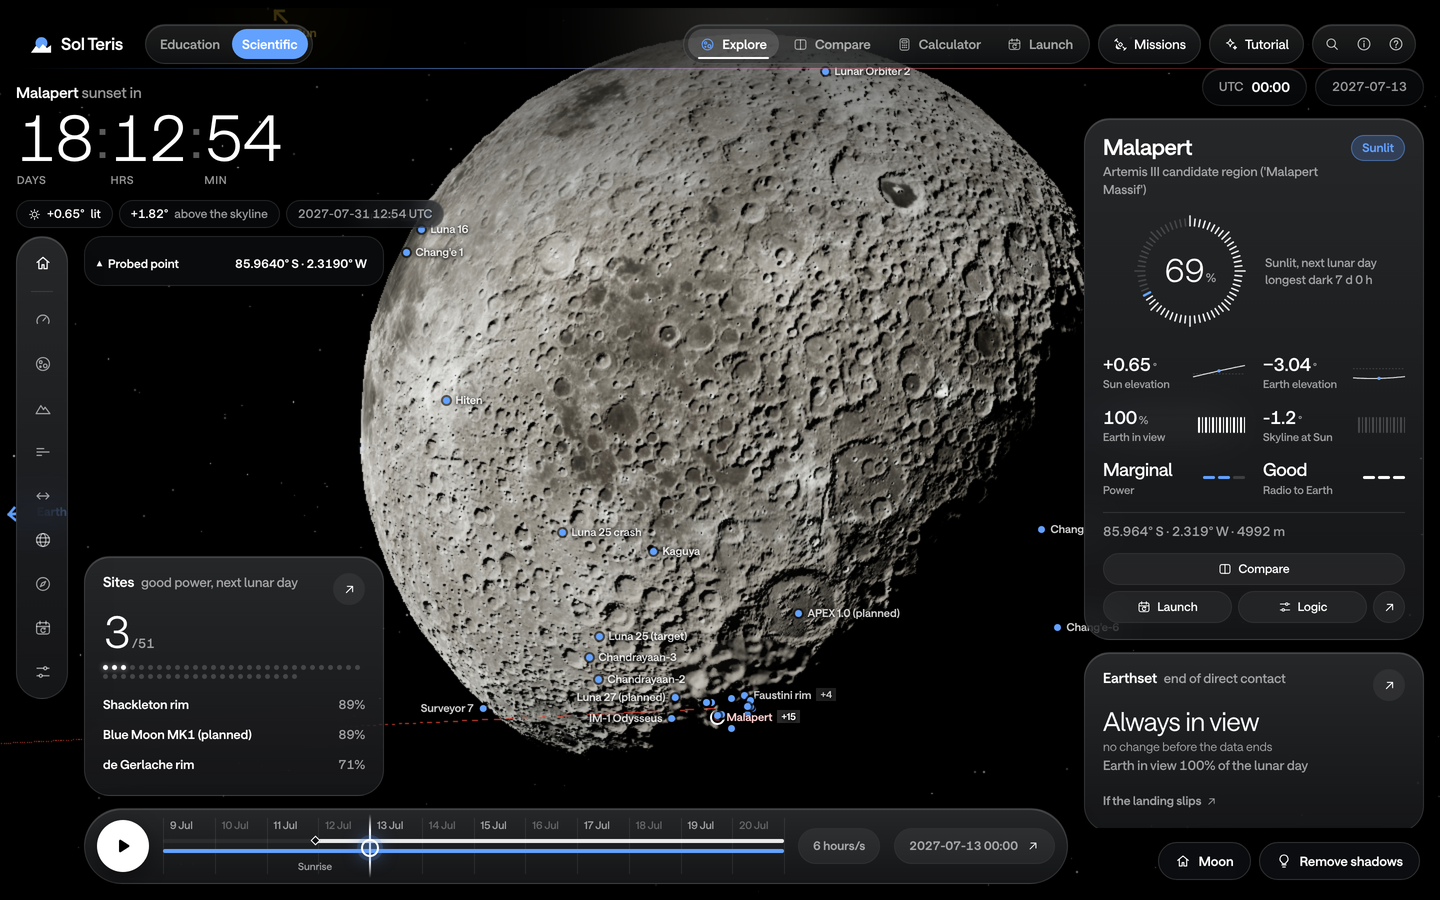 Sol Teris
Education
Scientific
Explore
Compare
Calculator
Launch
Missions
Tutorial
Malapert sunset in
18:12:54
DAYS HRS MIN
+0.65° lit
+1.82° above the skyline
2027-07-31 12:54 UTC
UTC 00:00
2027-07-13
Probed point 85.9640° S · 2.3190° W
Earth
Lunar Orbiter 2
Luna 16
Chang'e 1
Hiten
Luna 25 crash
Kaguya
APEX 1.0 (planned)
Luna 25 (target)
Chandrayaan-3
Chandrayaan-2
Luna 27 (planned)
Faustini rim +4
Surveyor 7
IM-1 Odysseus
Malapert +15
Chang
Chang'e-6
Sites good power, next lunar day
3/51
Shackleton rim 89%
Blue Moon MK1 (planned) 89%
de Gerlache rim 71%
Malapert
Sunlit
Artemis III candidate region ('Malapert
Massif')
69%
Sunlit, next lunar day
longest dark 7 d 0 h
+0.65°
Sun elevation
−3.04°
Earth elevation
100%
Earth in view
-1.2°
Skyline at Sun
Marginal
Power
Good
Radio to Earth
85.964° S · 2.319° W · 4992 m
Compare
Launch
Logic
Earthset end of direct contact
Always in view
no change before the data ends
Earth in view 100% of the lunar day
If the landing slips
9 Jul 10 Jul 11 Jul 12 Jul 13 Jul 14 Jul 15 Jul 16 Jul 17 Jul 18 Jul 19 Jul 20 Jul
Sunrise
6 hours/s
2027-07-13 00:00
Moon
Remove shadows